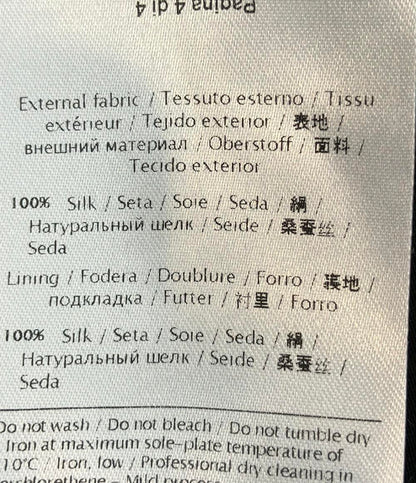 Pagina 4 di 4
External fabric / Tessuto esterno / Tissu
extérieur / Tejido exterior / 表地 /
внешний материал / Oberstoff / 面料 /
Tecido exterior
100% Silk / Seta / Soie / Seda / 絹 /
Натуральный шелк / Seide / 桑蚕丝 /
Seda
Lining / Fodera / Doublure / Forro / 裏地 /
подкладка / Futter / 衬里 / Forro
100% Silk / Seta / Soie / Seda / 絹 /
Натуральный шелк / Seide / 桑蚕丝 /
Seda
Do not wash / Do not bleach / Do not tumble dry
Iron at maximum sole-plate temperature of
10°C / Iron, low / Professional dry cleaning in